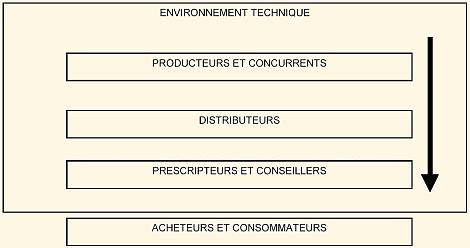 ENVIRONNEMENT TECHNIQUE
PRODUCTEURS ET CONCURRENTS
DISTRIBUTEURS
PRESCRIPTEURS ET CONSEILLERS
ACHETEURS ET CONSOMMATEURS